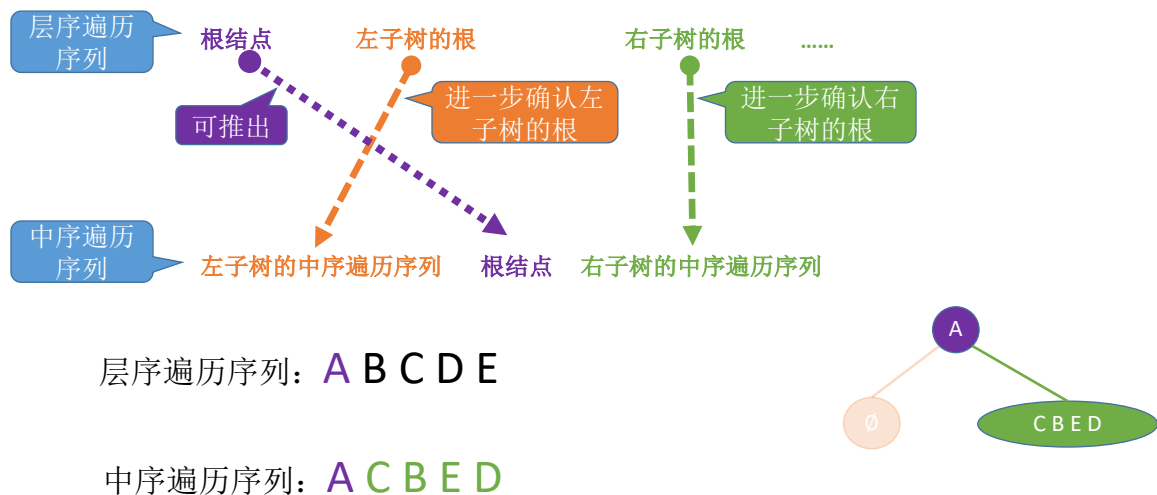 层序遍历
序列
根结点
左子树的根
右子树的根
……
可推出
进一步确认左
子树的根
进一步确认右
子树的根
中序遍历
序列
左子树的中序遍历序列
根结点
右子树的中序遍历序列
A
∅
C B E D
层序遍历序列：A B C D E
中序遍历序列：A C B E D